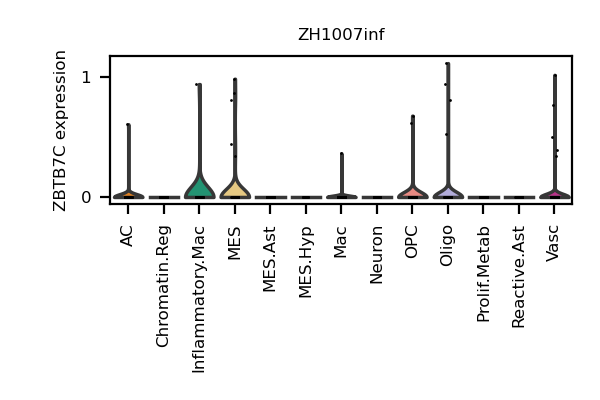 ZH1007inf
ZBTB7C expression
1
0
AC
Chromatin.Reg
Inflammatory.Mac
MES
MES.Ast
MES.Hyp
Mac
Neuron
OPC
Oligo
Prolif.Metab
Reactive.Ast
Vasc